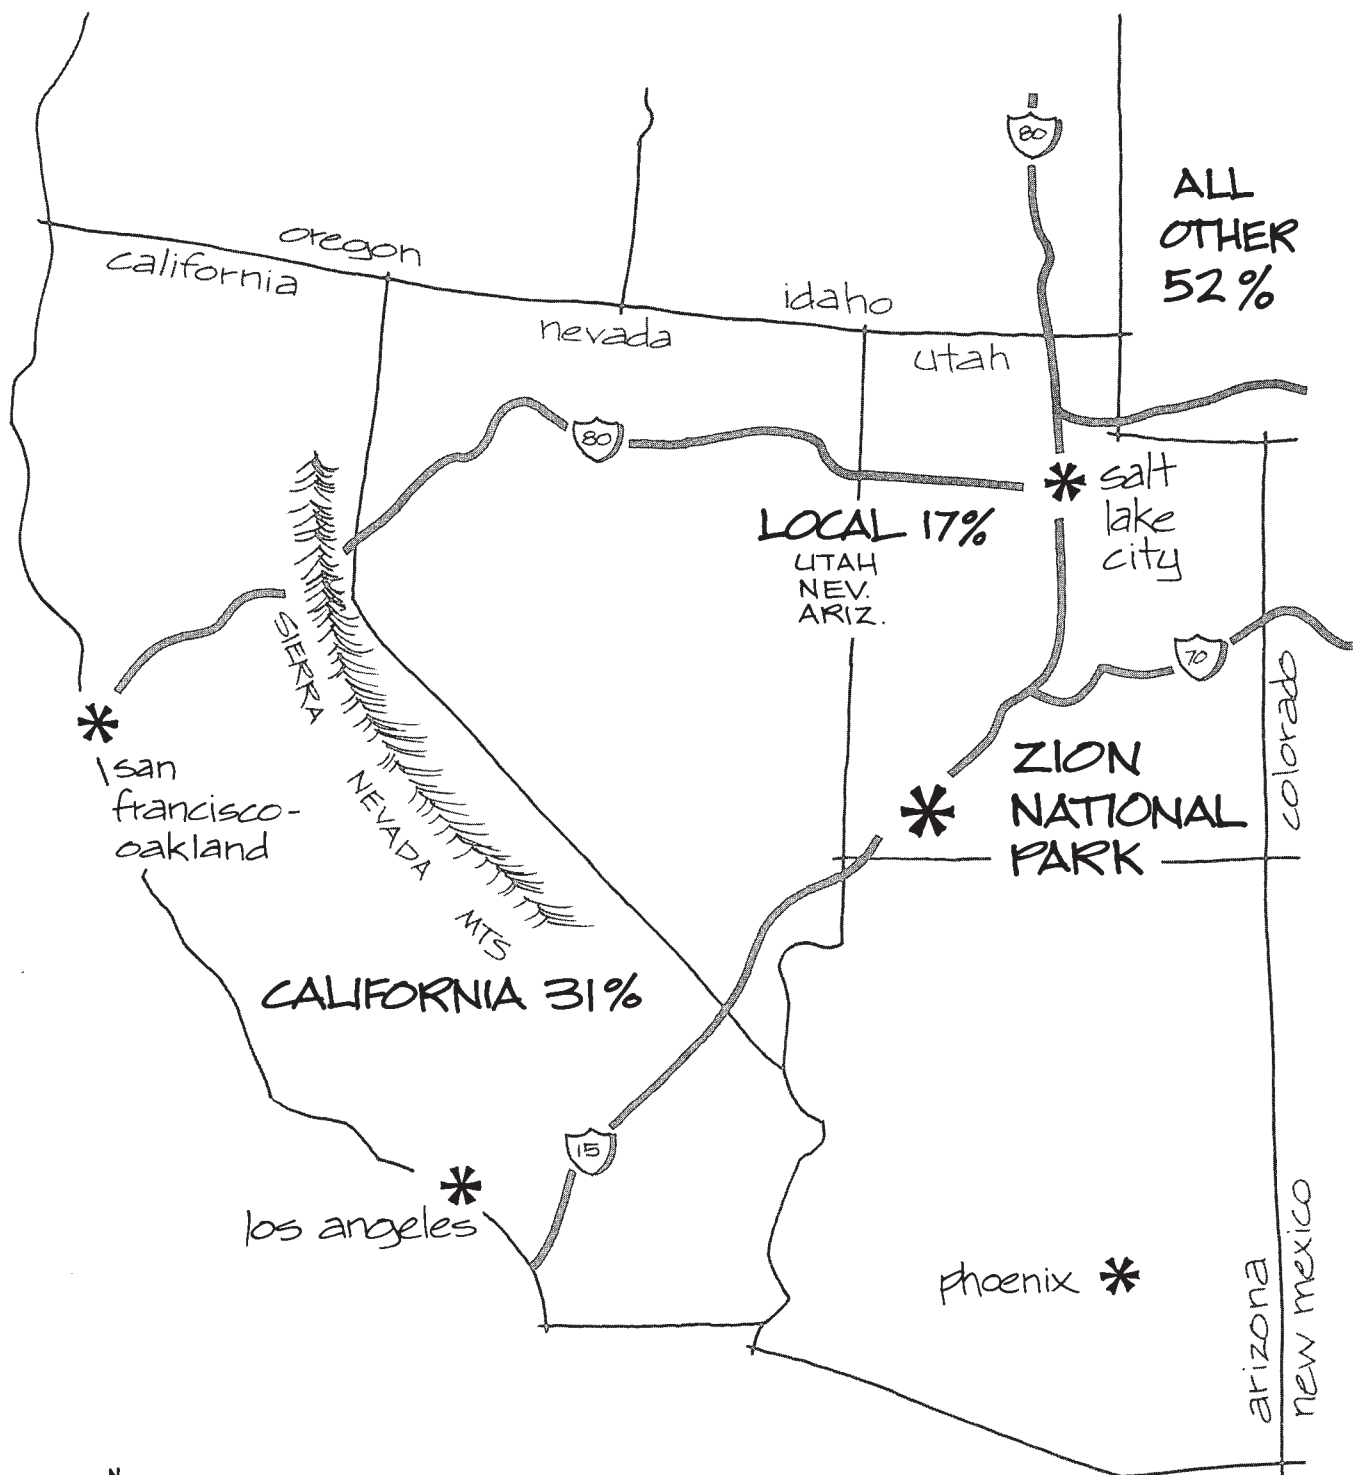 80
ALL
OTHER
52%
oregon
california
idaho
nevada
utah
80
salt
lake
city
LOCAL 17%
UTAH
NEV.
ARIZ.
SIERRA
NEVADA
MTS
70
colorado
san
francisco-
oakland
ZION
NATIONAL
PARK
CALIFORNIA 31%
15
los angeles
phoenix
arizona
new mexico
N